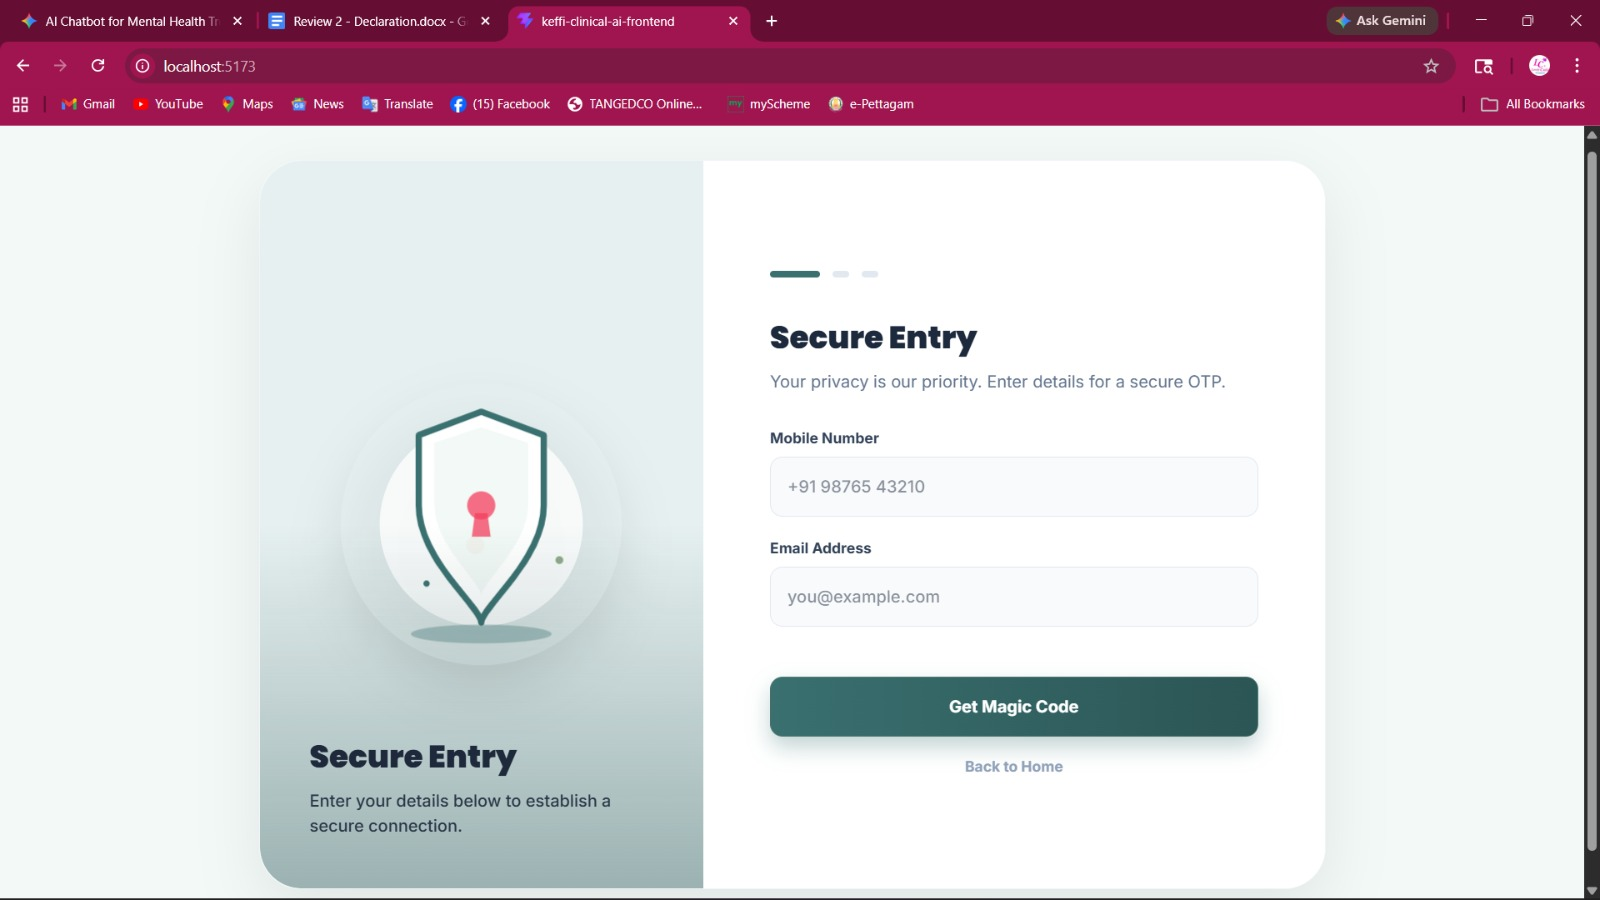 AI Chatbot for Mental Health Tr
Review 2 - Declaration.docx - G
keffi-clinical-ai-frontend
Ask Gemini
localhost:5173
Gmail
YouTube
Maps
News
Translate
(15) Facebook
TANGEDCO Online...
my
myScheme
e-Pettagam
All Bookmarks
Secure Entry
Your privacy is our priority. Enter details for a secure OTP.
Mobile Number
+91 98765 43210
Email Address
you@example.com
Get Magic Code
Back to Home
Secure Entry
Enter your details below to establish a
secure connection.